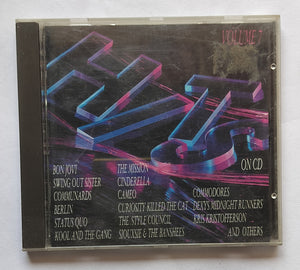 VOLUME 7
HITS
ON CD
BON JOVI
SWING OUT SISTER
COMMUNARDS
BERLIN
STATUS QUO
KOOL AND THE GANG
THE MISSION
CINDERELLA
CAMEO
CURIOSITY KILLED THE CAT
THE STYLE COUNCIL
SIOUXSIE & THE BANSHEES
COMMODORES
DEXYS MIDNIGHT RUNNERS
KRIS KRISTOFFERSON
AND OTHERS